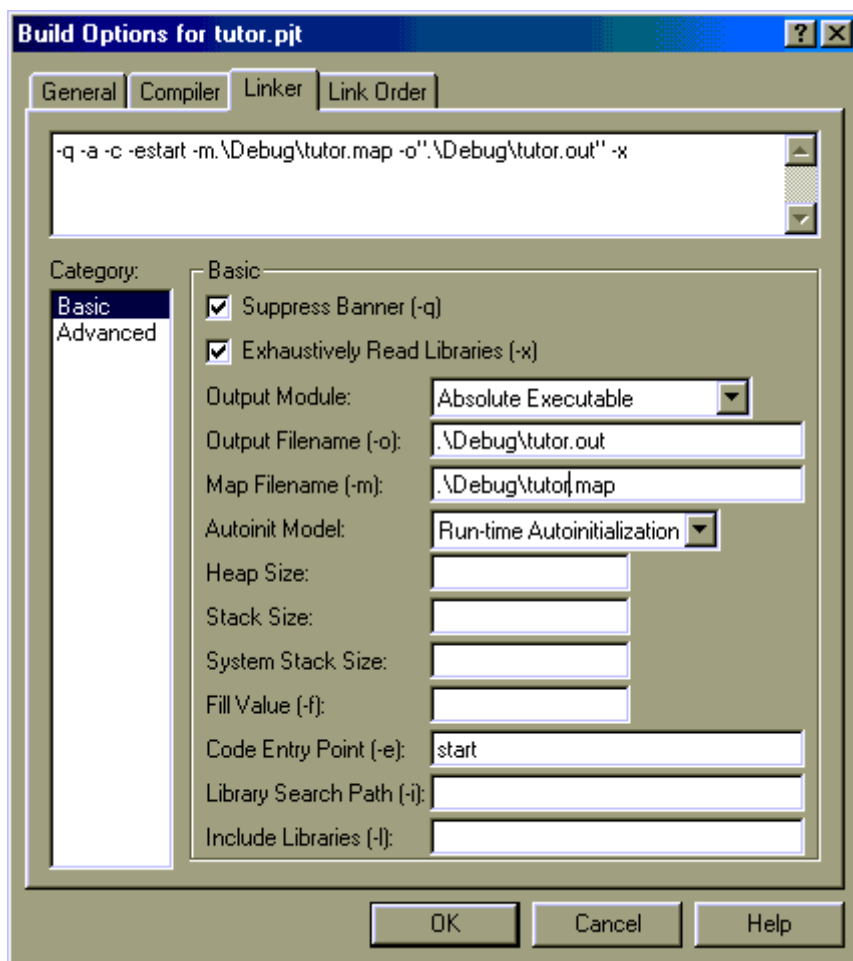 Build Options for tutor.pjt
General Compiler Linker Link Order
-q -a -c -estart -m.\Debug\tutor.map -o".\Debug\tutor.out" -x
Category:
Basic
Advanced
Basic
Suppress Banner (-q)
Exhaustively Read Libraries (-x)
Output Module: Absolute Executable
Output Filename (-o): .\Debug\tutor.out
Map Filename (-m): .\Debug\tutor.map
Autoinit Model: Run-time Autoinitialization
Heap Size:
Stack Size:
System Stack Size:
Fill Value (-f):
Code Entry Point (-e): start
Library Search Path (-i):
Include Libraries (-l):
OK Cancel Help